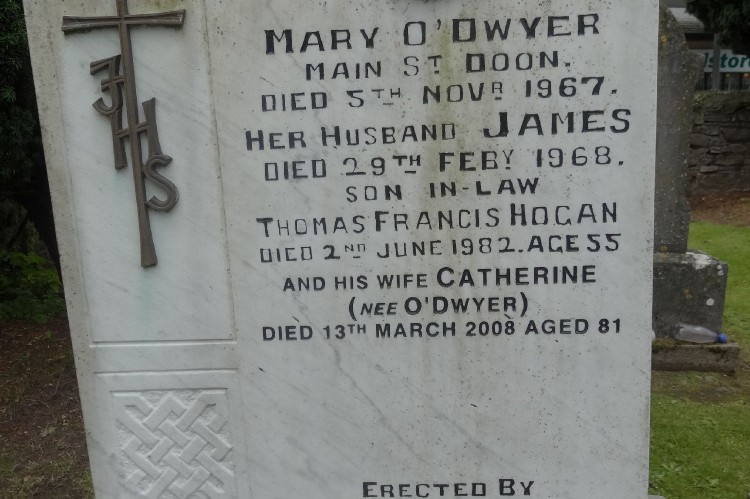 IHS
MARY O'DWYER
MAIN ST DOON.
DIED 5TH NOVR 1967.
HER HUSBAND JAMES
DIED 29TH FEBY 1968.
SON IN-LAW
THOMAS FRANCIS HOGAN
DIED 2ND JUNE 1982. AGE 55
AND HIS WIFE CATHERINE
(NEE O'DWYER)
DIED 13TH MARCH 2008 AGED 81
ERECTED BY